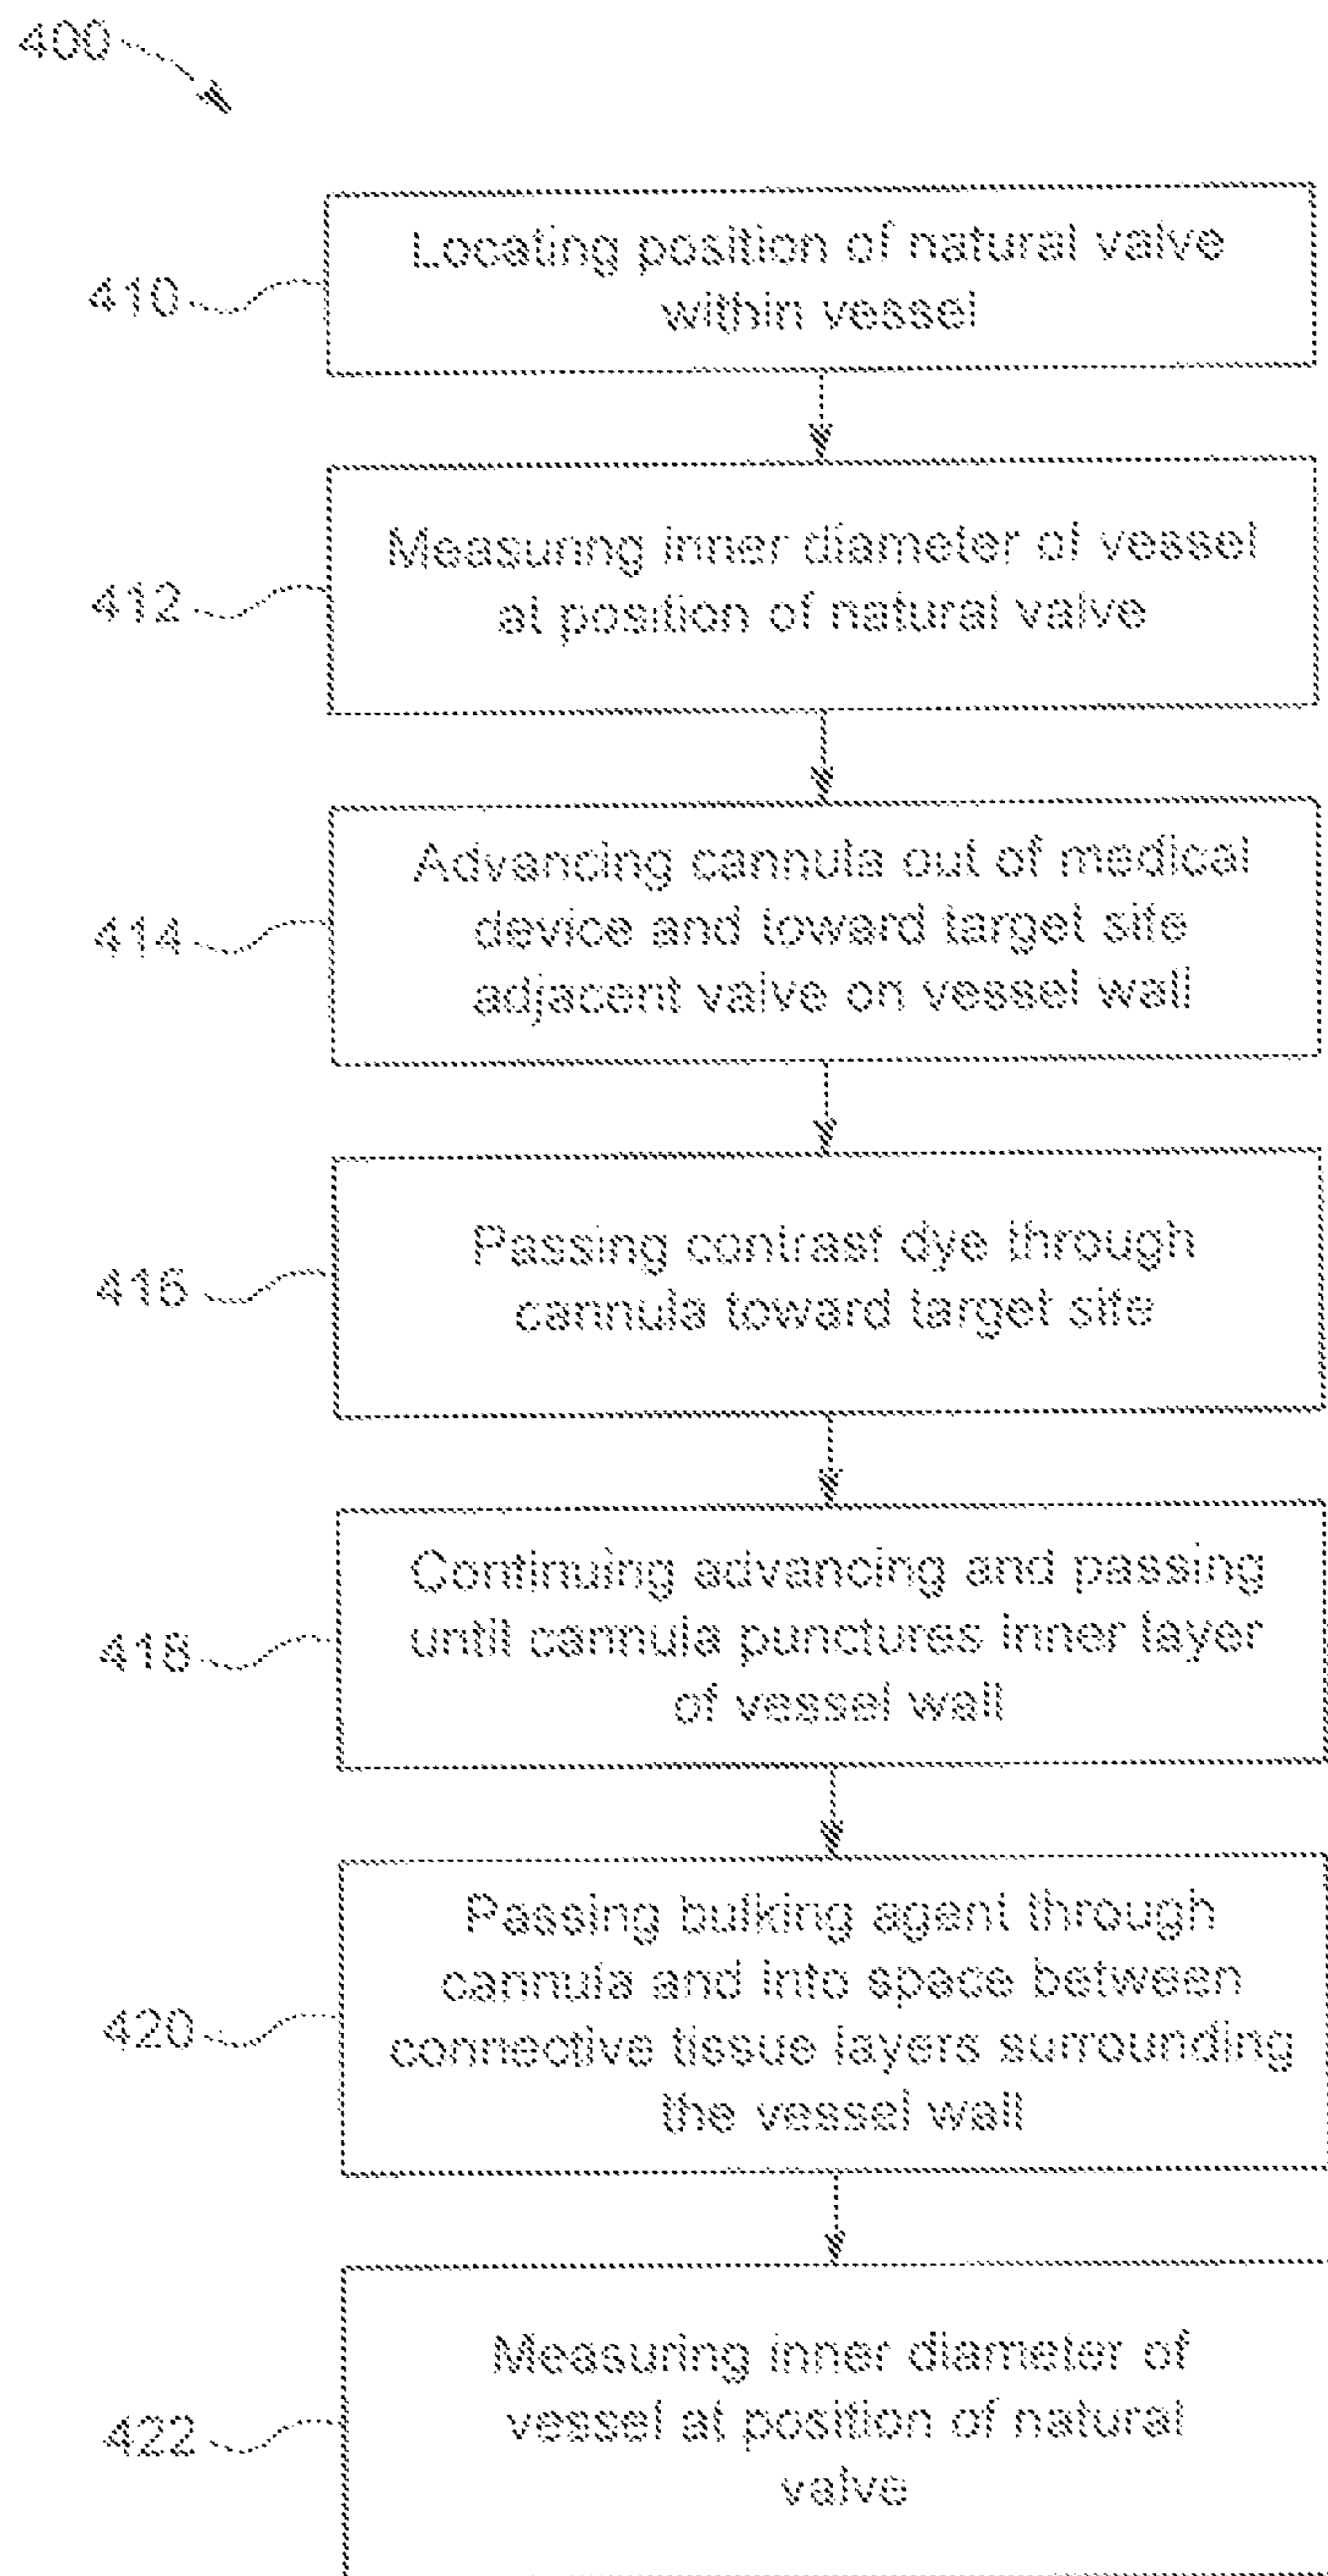 400
410
Locating position of natural valve
within vessel
412
Measuring inner diameter of vessel
at position of natural valve
414
Advancing cannula out of medical
device and toward target site
adjacent valve on vessel wall
416
Passing contrast dye through
cannula toward target site
418
Continuing advancing and passing
until cannula punctures inner layer
of vessel wall
420
Passing bulking agent through
cannula and into space between
connective tissue layers surrounding
the vessel wall
422
Measuring inner diameter of
vessel at position of natural
valve